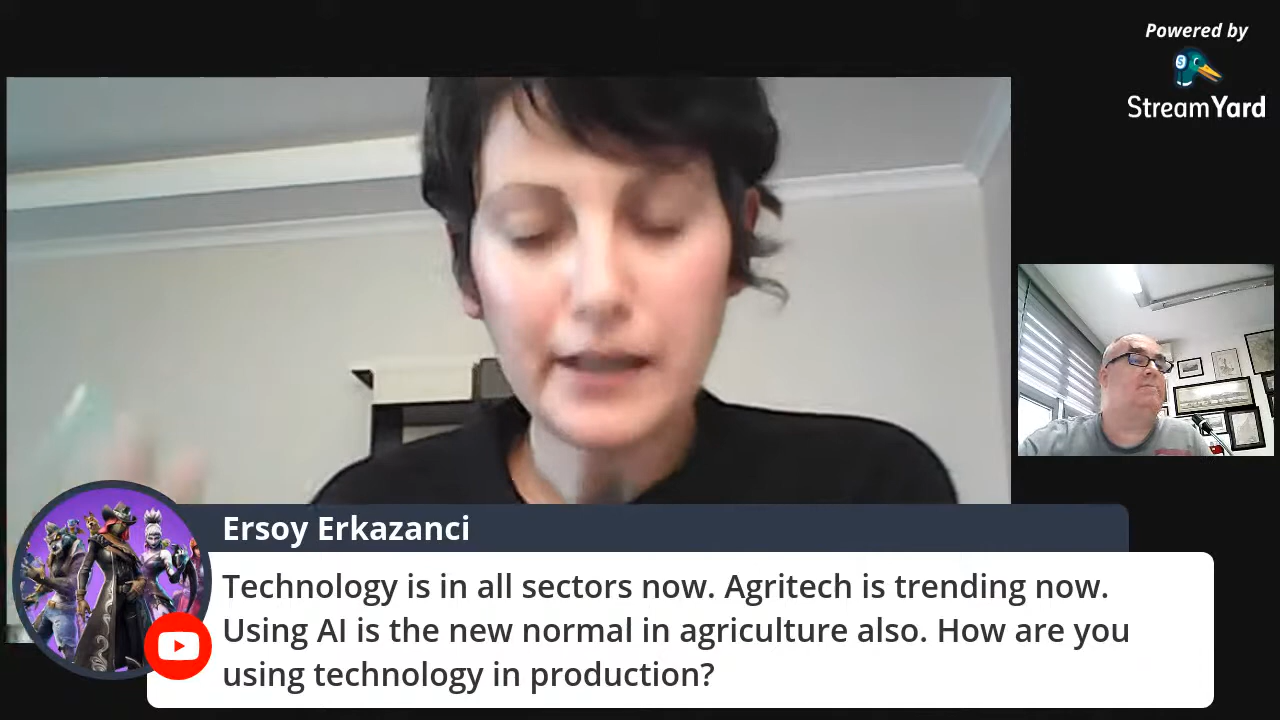 Powered by
StreamYard
Ersoy Erkazanci
Technology is in all sectors now. Agritech is trending now.
Using AI is the new normal in agriculture also. How are you
using technology in production?